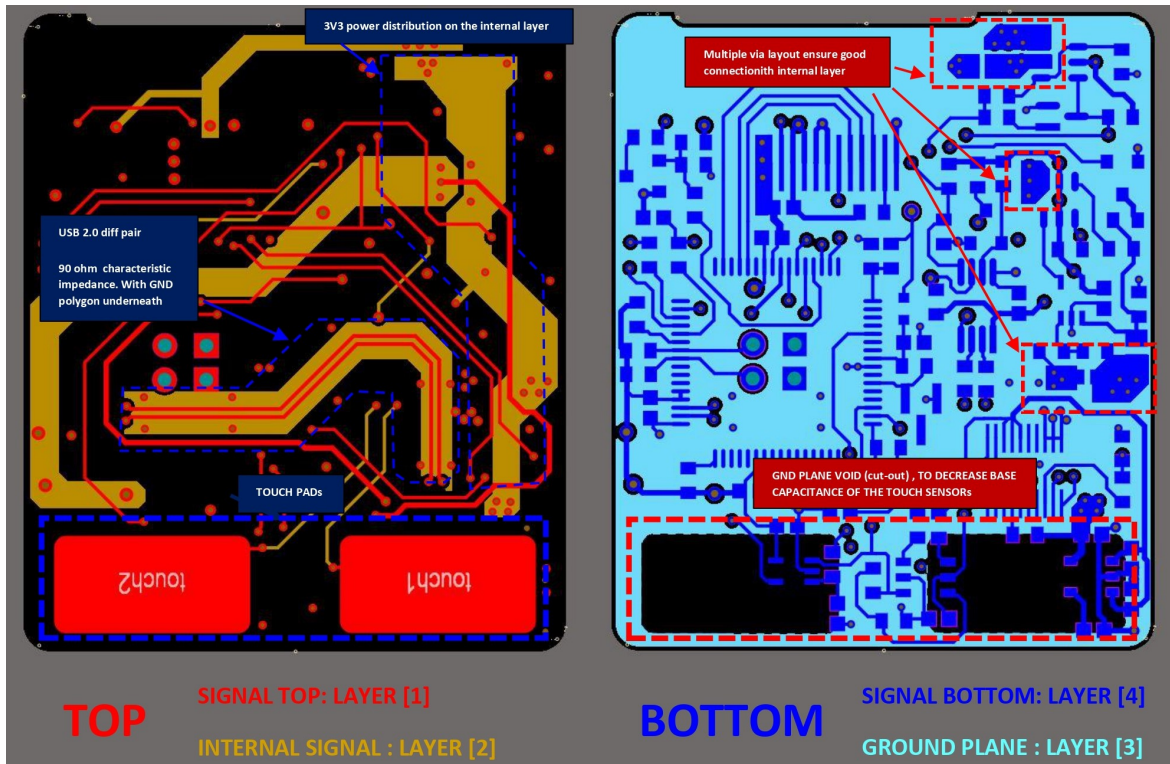 3V3 power distribution on the internal layer
USB 2.0 diff pair
90 ohm characteristic
impedance. With GND
polygon underneath
TOUCH PADs
touch2
touch1
Multiple via layout ensure good
connectionith internal layer
GND PLANE VOID (cut-out) , TO DECREASE BASE
CAPACITANCE OF THE TOUCH SENSORs
TOP
SIGNAL TOP: LAYER [1]
INTERNAL SIGNAL : LAYER [2]
BOTTOM
SIGNAL BOTTOM: LAYER [4]
GROUND PLANE : LAYER [3]